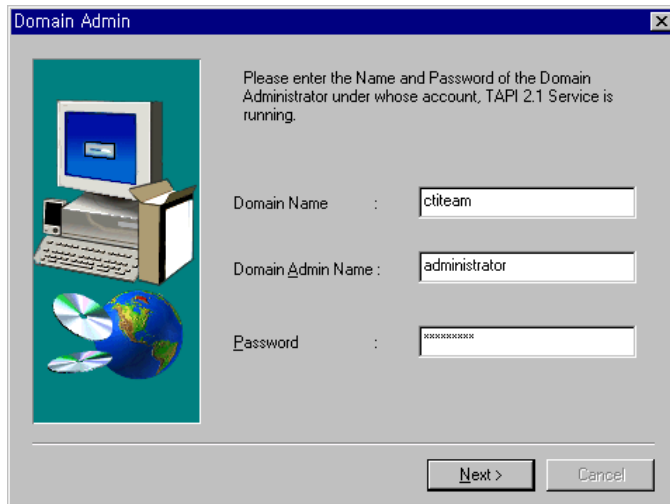 Domain Admin
Please enter the Name and Password of the Domain
Administrator under whose account, TAPI 2.1 Service is
running.
Domain Name : ctiteam
Domain Admin Name : administrator
Password : *********
Next >
Cancel